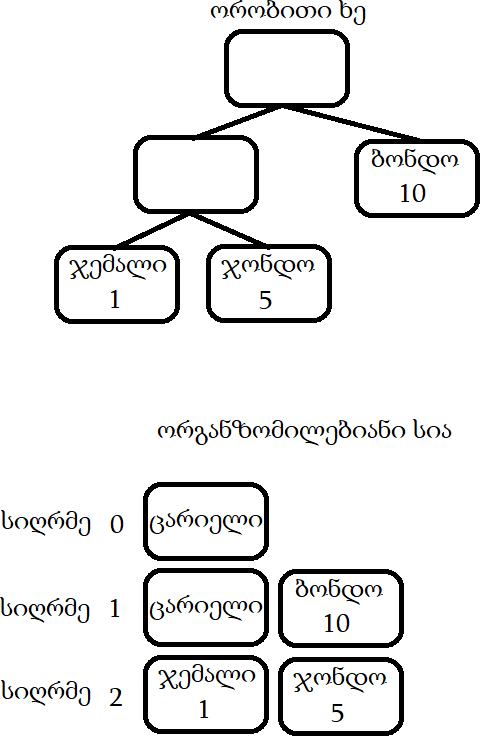 ორობითი ხე
ბონდო
10
ჯემალი
1
ჯონდო
5
ორგანზომილებიანი სია
სიღრმე 0
ცარიელი
სიღრმე 1
ცარიელი
ბონდო
10
სიღრმე 2
ჯემალი
1
ჯონდო
5